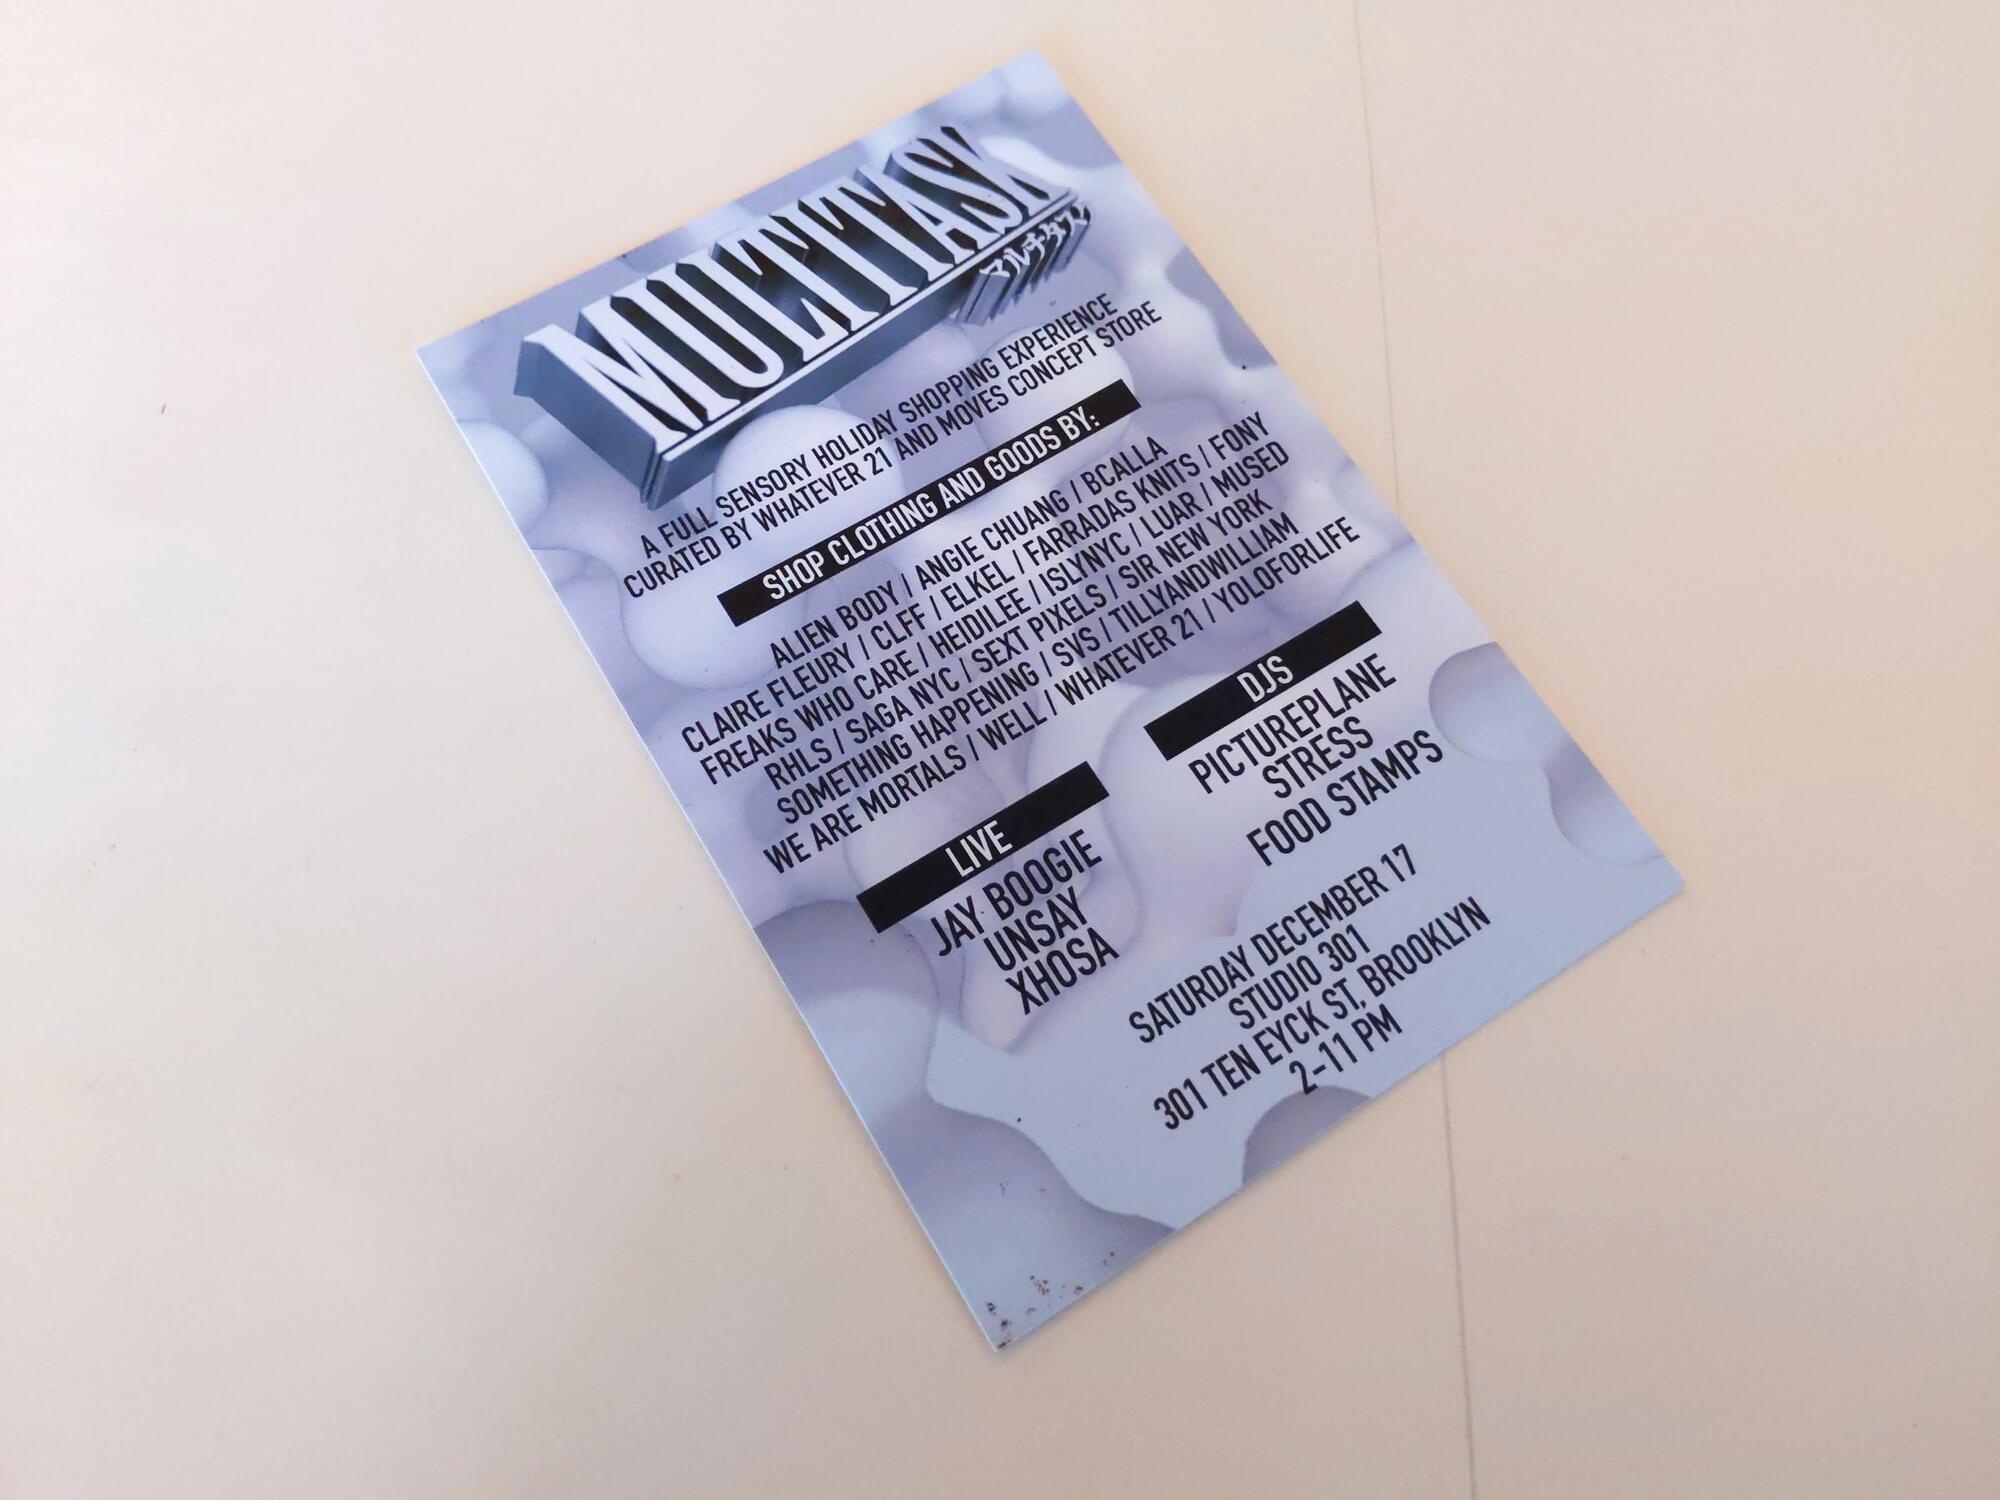 MULTITASK
マルチタスク
A FULL SENSORY HOLIDAY SHOPPING EXPERIENCE
CURATED BY WHATEVER 21 AND MOVES CONCEPT STORE
SHOP CLOTHING AND GOODS BY:
ALIEN BODY / ANGIE CHUANG / BCALLA
CLAIRE FLEURY / CLFF / ELKEL / FARRADAS KNITS / FONY
FREAKS WHO CARE / HEIDILEE / ISLYNYC / LUAR / MUSED
RHLS / SAGA NYC / SEXT PIXELS / SIR NEW YORK
SOMETHING HAPPENING / SVS / TILLYANDWILLIAM
WE ARE MORTALS / WELL / WHATEVER 21 / YOLOFORLIFE
LIVE
JAY BOOGIE
UNSAY
XHOSA
DJS
PICTUREPLANE
STRESS
FOOD STAMPS
SATURDAY DECEMBER 17
STUDIO 301
301 TEN EYCK ST, BROOKLYN
2-11 PM